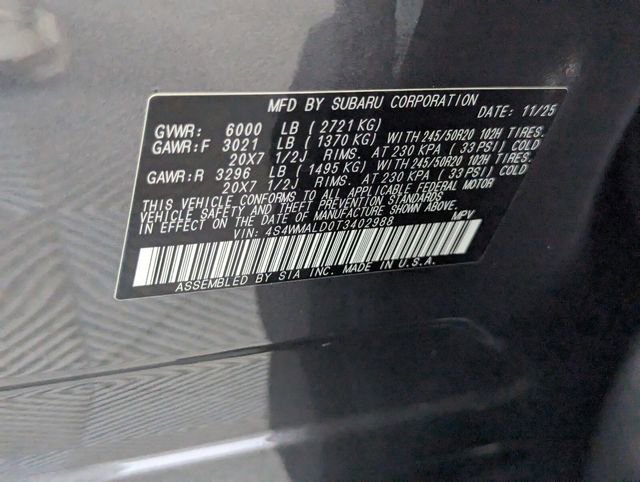 MFD BY SUBARU CORPORATION
DATE: 11/25
GVWR: 6000 LB ( 2721 KG)
GAWR:F 3021 LB ( 1370 KG) WITH 245/50R20 102H TIRES.
20X7 1/2J RIMS. AT 230 KPA ( 33 PSI) COLD
GAWR:R 3296 LB ( 1495 KG) WITH 245/50R20 102H TIRES.
20X7 1/2J RIMS. AT 230 KPA ( 33 PSI) COLD
THIS VEHICLE CONFORMS TO ALL APPLICABLE FEDERAL MOTOR
VEHICLE SAFETY AND THEFT PREVENTION STANDARDS
IN EFFECT ON THE DATE OF MANUFACTURE SHOWN ABOVE.
VIN: 4S4WMALD0T3402988 MPV
ASSEMBLED BY SIA INC. MADE IN U.S.A.